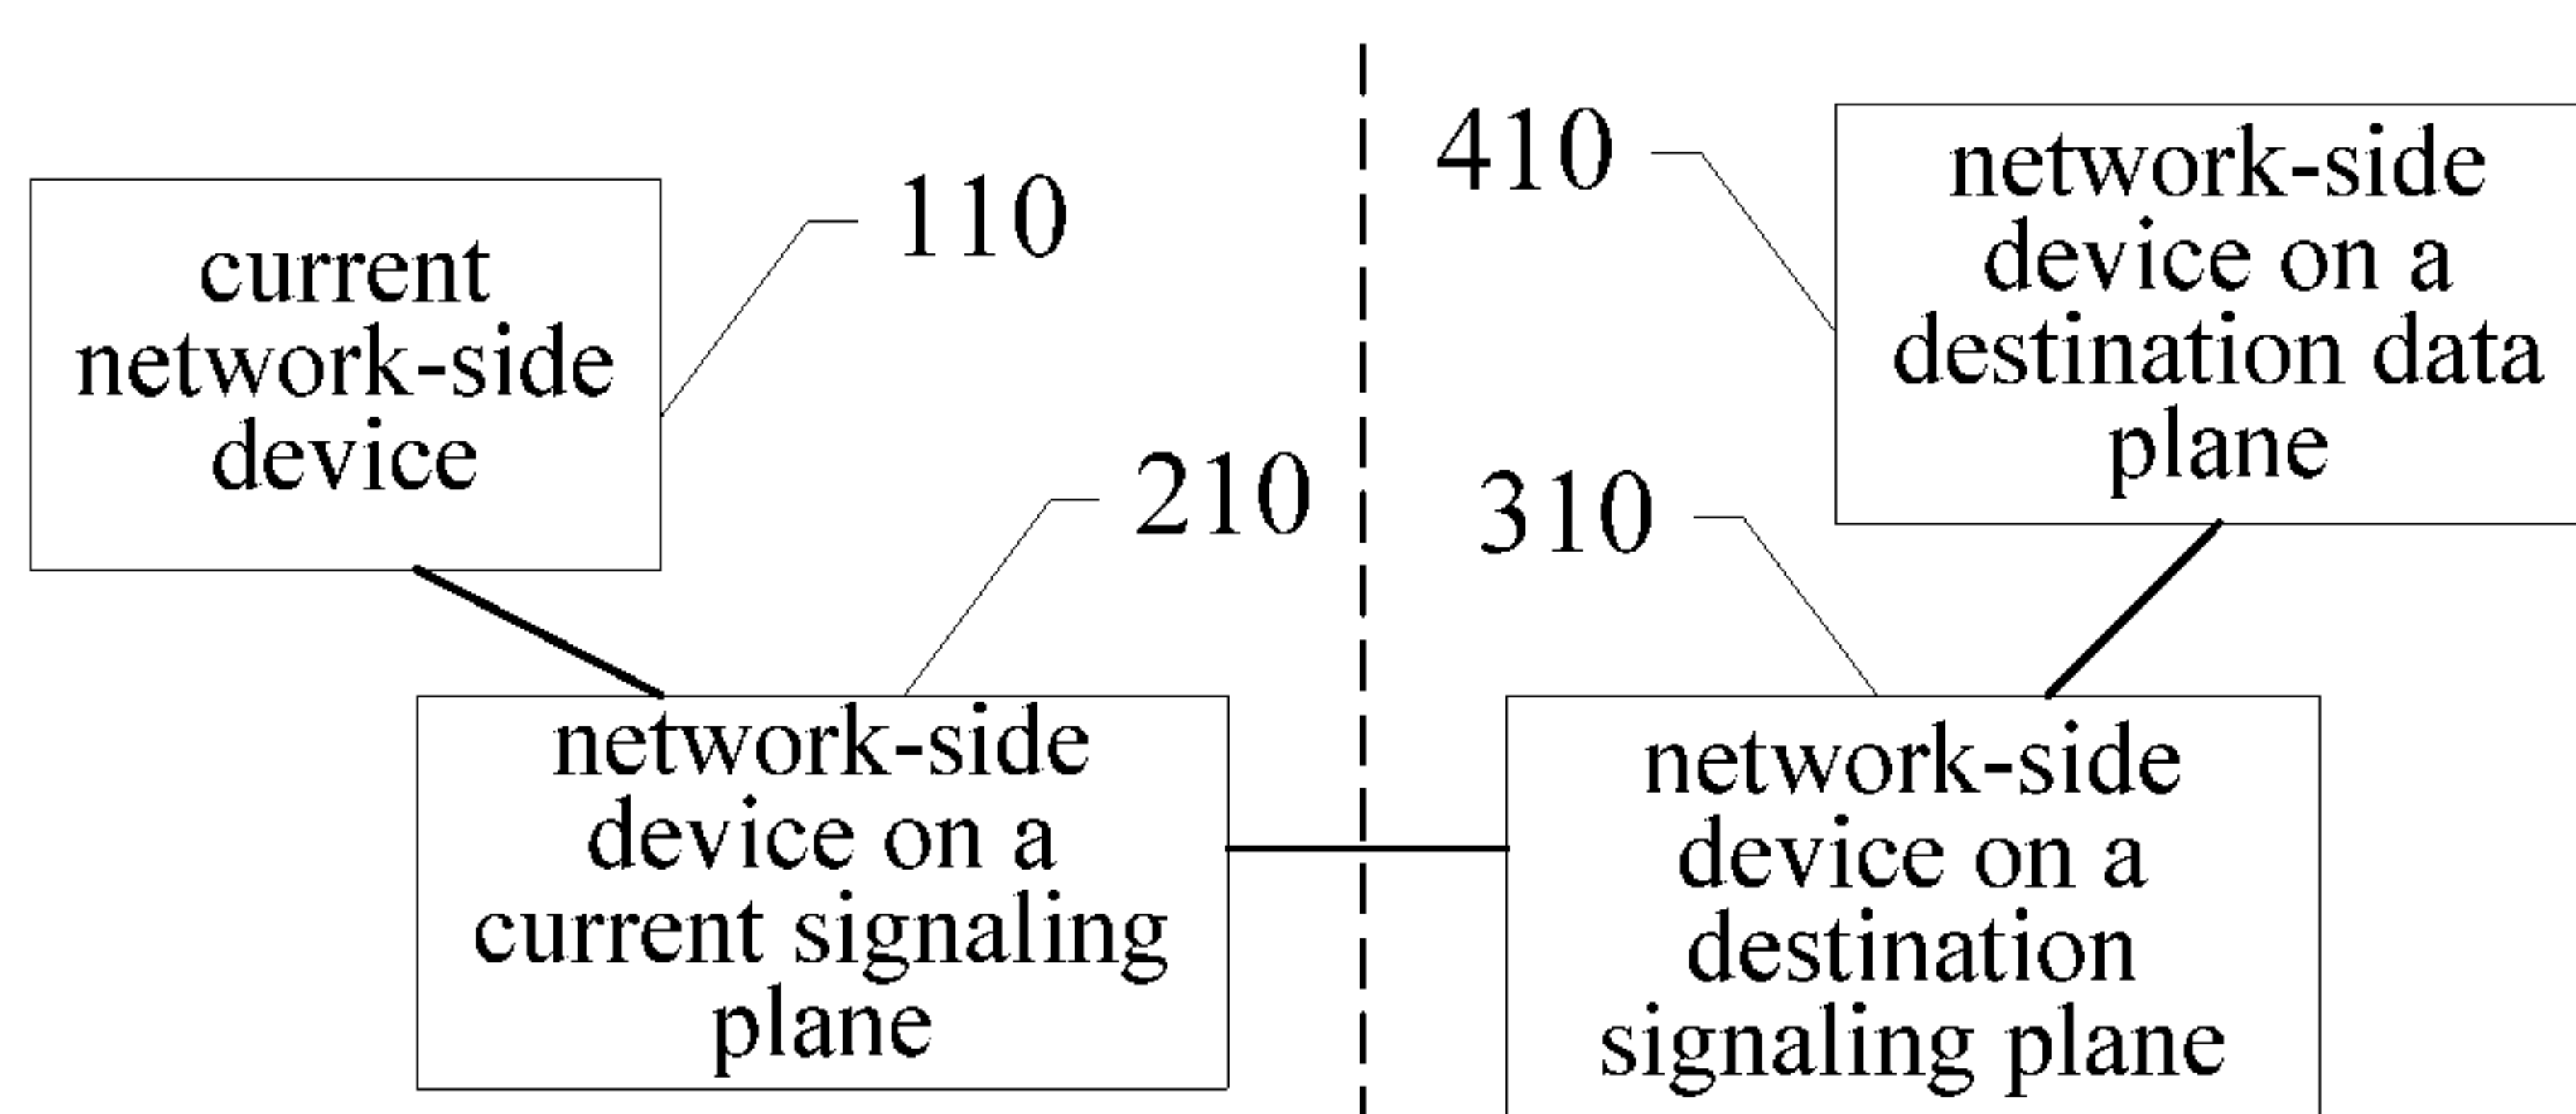 current
network-side
device
110
210
network-side
device on a
current signaling
plane
410
network-side
device on a
destination data
plane
310
network-side
device on a
destination
signaling plane